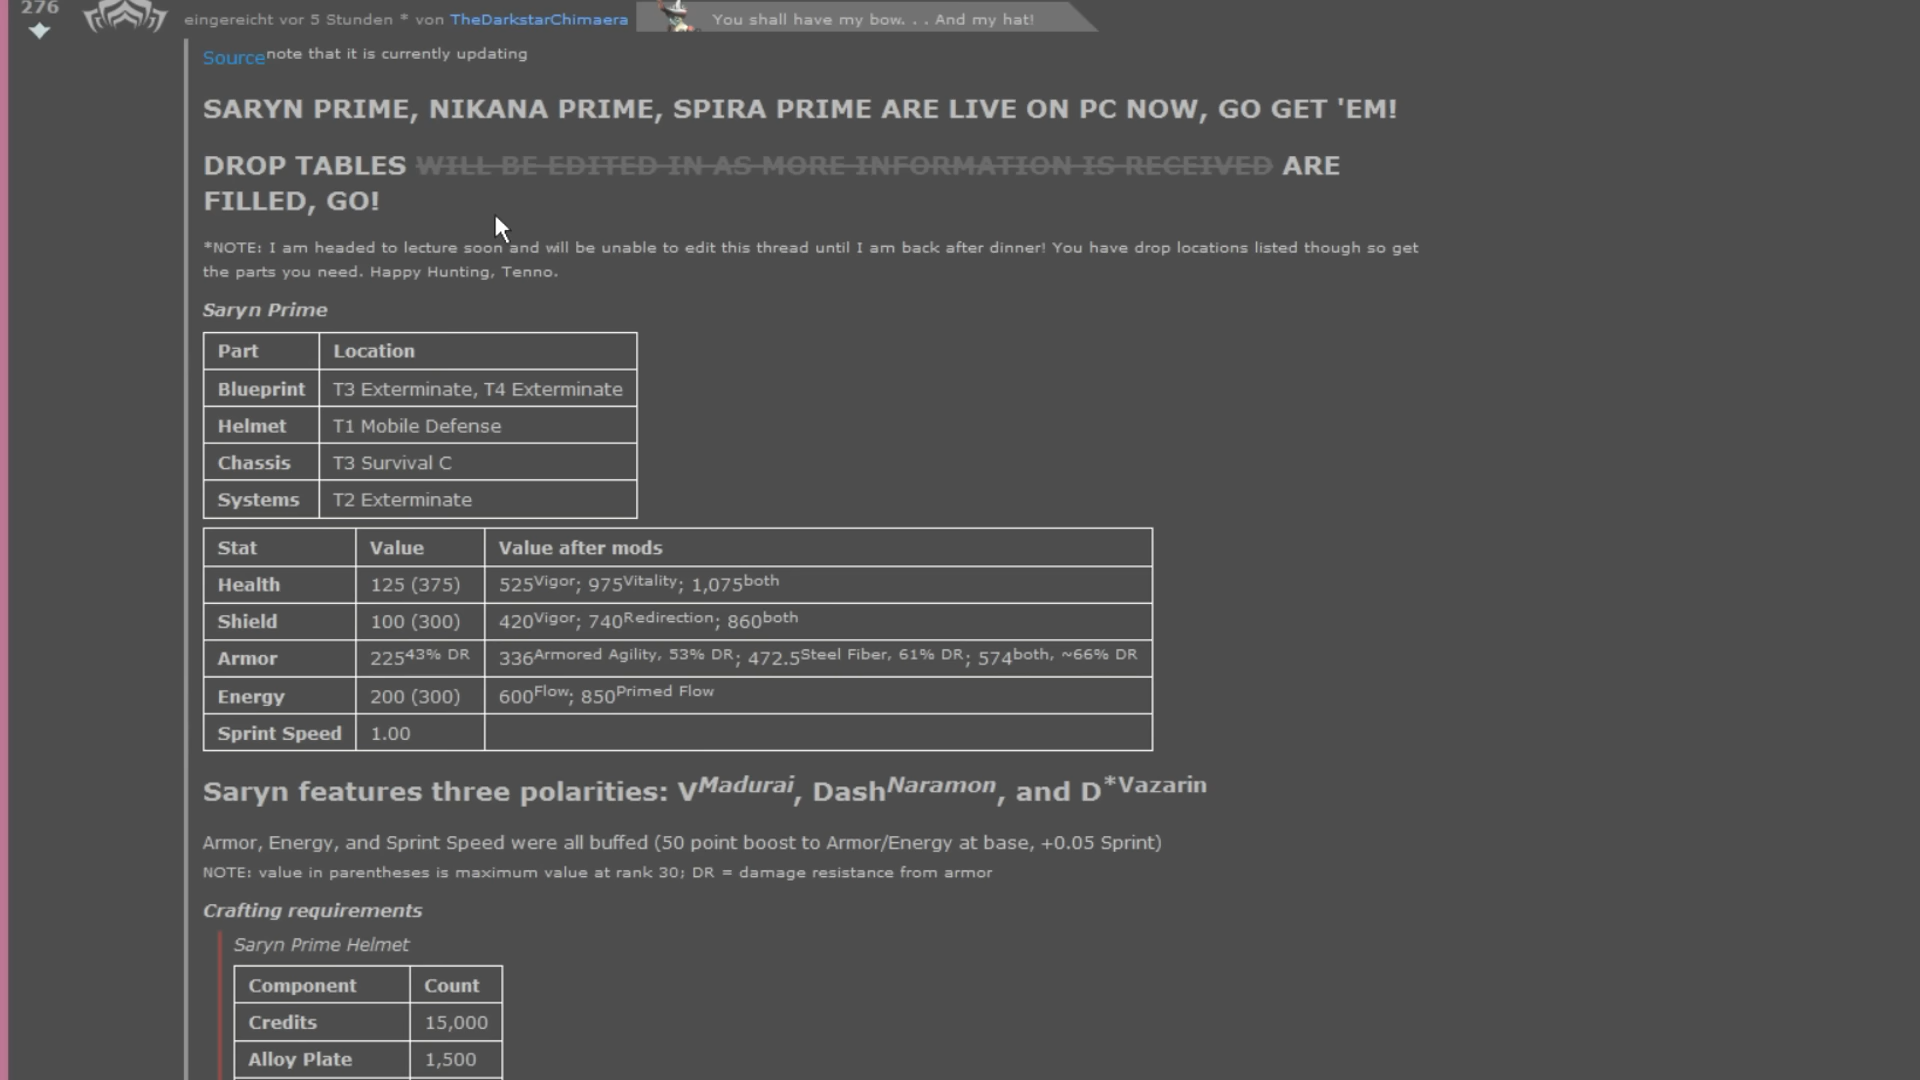 276
eingereicht vor 5 Stunden * von TheDarkstarChimaera You shall have my bow. . . And my hat!
Source note that it is currently updating
SARYN PRIME, NIKANA PRIME, SPIRA PRIME ARE LIVE ON PC NOW, GO GET 'EM!
DROP TABLES WILL BE EDITED IN AS MORE INFORMATION IS RECEIVED ARE
FILLED, GO!
*NOTE: I am headed to lecture soon and will be unable to edit this thread until I am back after dinner! You have drop locations listed though so get
the parts you need. Happy Hunting, Tenno.
Saryn Prime
Part Location
Blueprint T3 Exterminate, T4 Exterminate
Helmet T1 Mobile Defense
Chassis T3 Survival C
Systems T2 Exterminate
Stat Value Value after mods
Health 125 (375) 525Vigor; 975Vitality; 1,075both
Shield 100 (300) 420Vigor; 740Redirection; 860both
Armor 22543% DR 336Armored Agility, 53% DR; 472.5Steel Fiber, 61% DR; 574both, ~66% DR
Energy 200 (300) 600Flow; 850Primed Flow
Sprint Speed 1.00
Saryn features three polarities: VMadurai, DashNaramon, and D*Vazarin
Armor, Energy, and Sprint Speed were all buffed (50 point boost to Armor/Energy at base, +0.05 Sprint)
NOTE: value in parentheses is maximum value at rank 30; DR = damage resistance from armor
Crafting requirements
Saryn Prime Helmet
Component Count
Credits 15,000
Alloy Plate 1,500